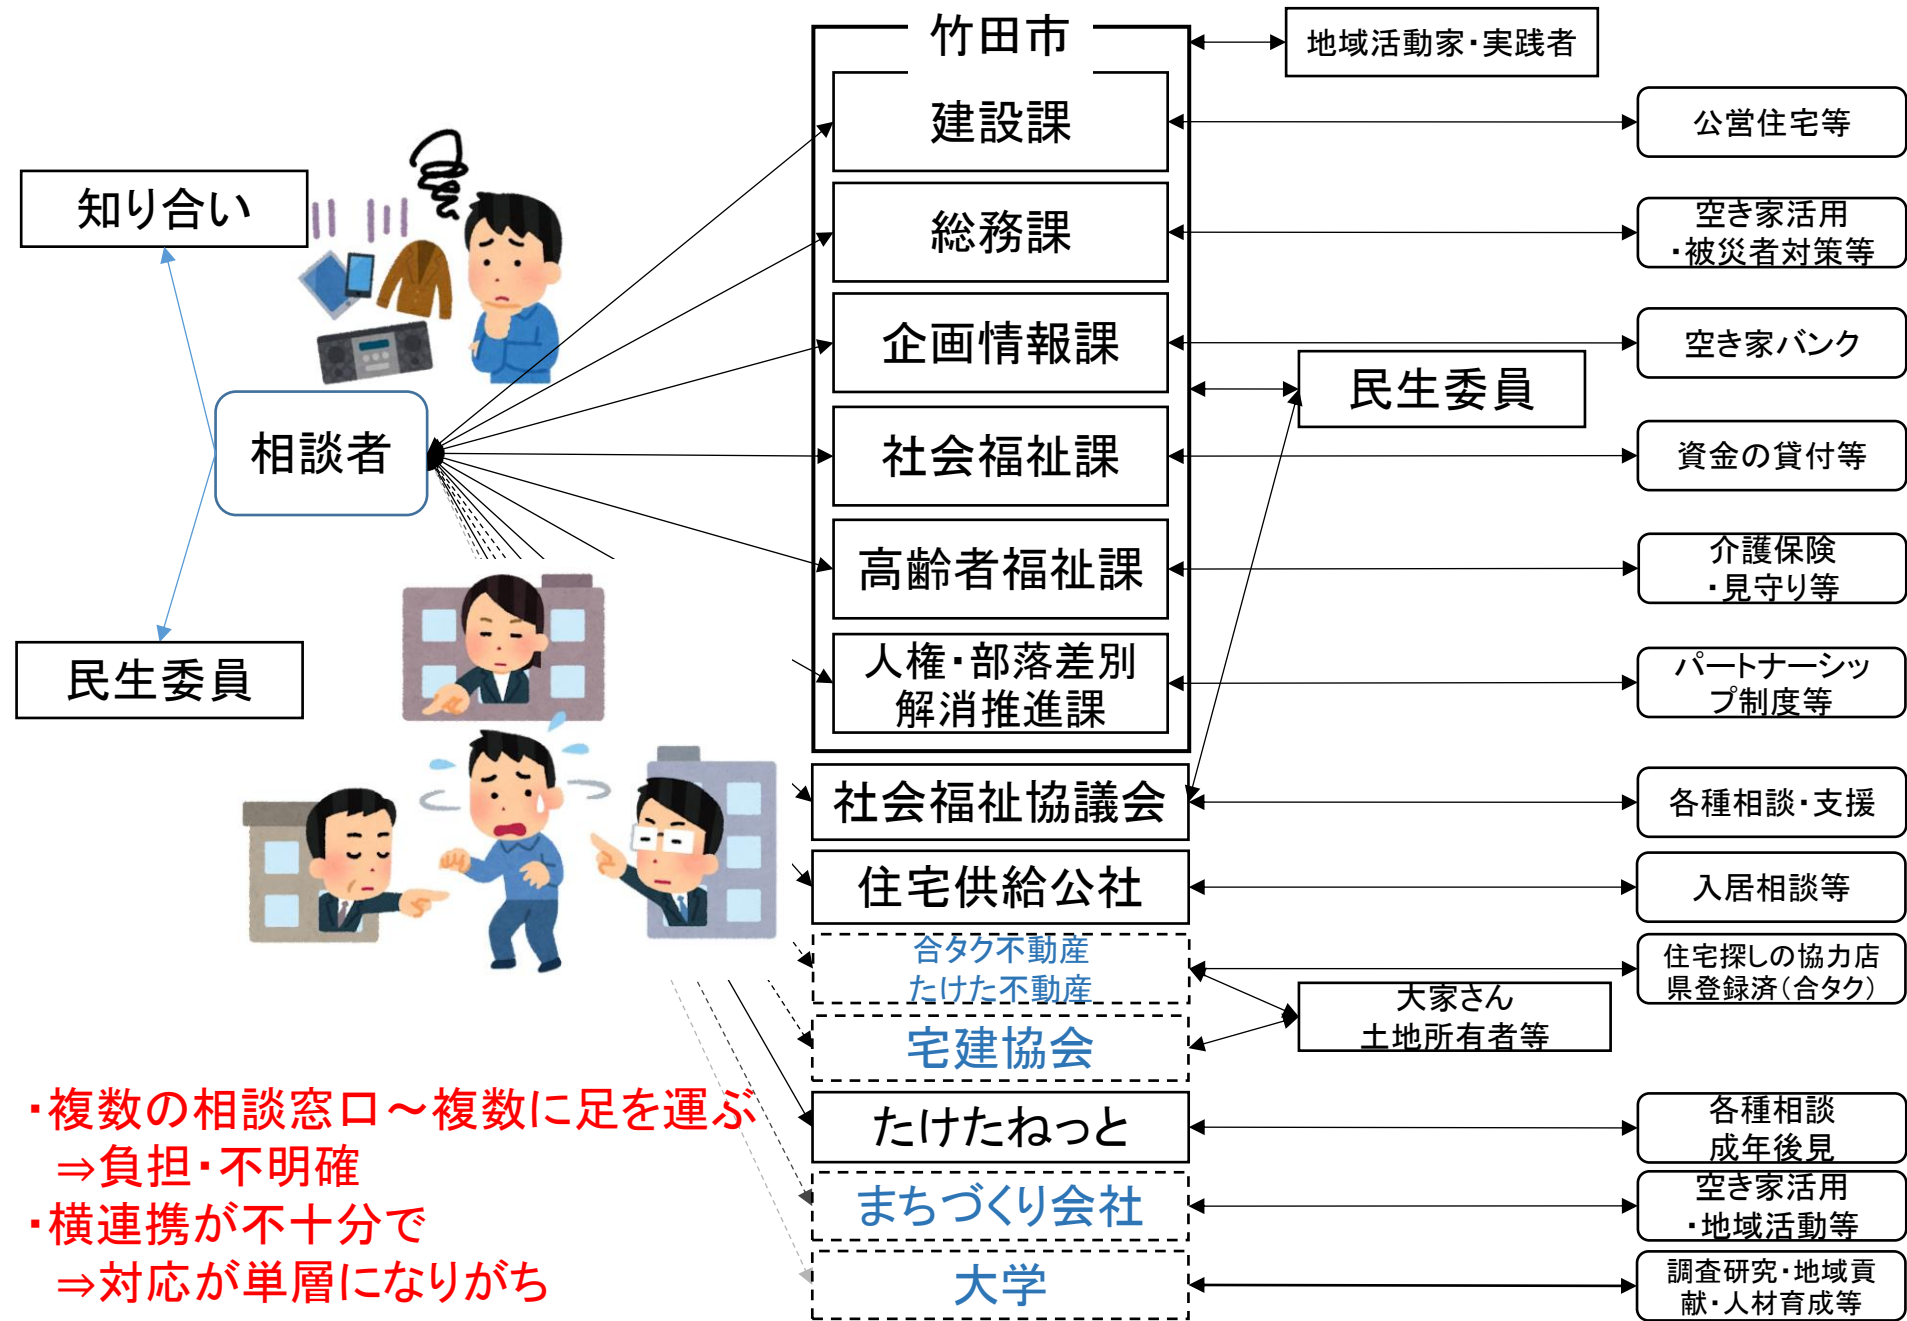 竹田市
地域活動家・実践者
建設課
公営住宅等
知り合い
総務課
空き家活用
・被災者対策等
企画情報課
空き家バンク
民生委員
相談者
社会福祉課
資金の貸付等
高齢者福祉課
介護保険
・見守り等
民生委員
人権・部落差別
解消推進課
パートナーシッ
プ制度等
社会福祉協議会
各種相談・支援
住宅供給公社
入居相談等
合タク不動産
たけた不動産
住宅探しの協力店
県登録済(合タク)
大家さん
土地所有者等
宅建協会
・複数の相談窓口～複数に足を運ぶ
⇒負担・不明確
・横連携が不十分で
⇒対応が単層になりがち
たけたねっと
各種相談
成年後見
まちづくり会社
空き家活用
・地域活動等
大学
調査研究・地域貢
献・人材育成等